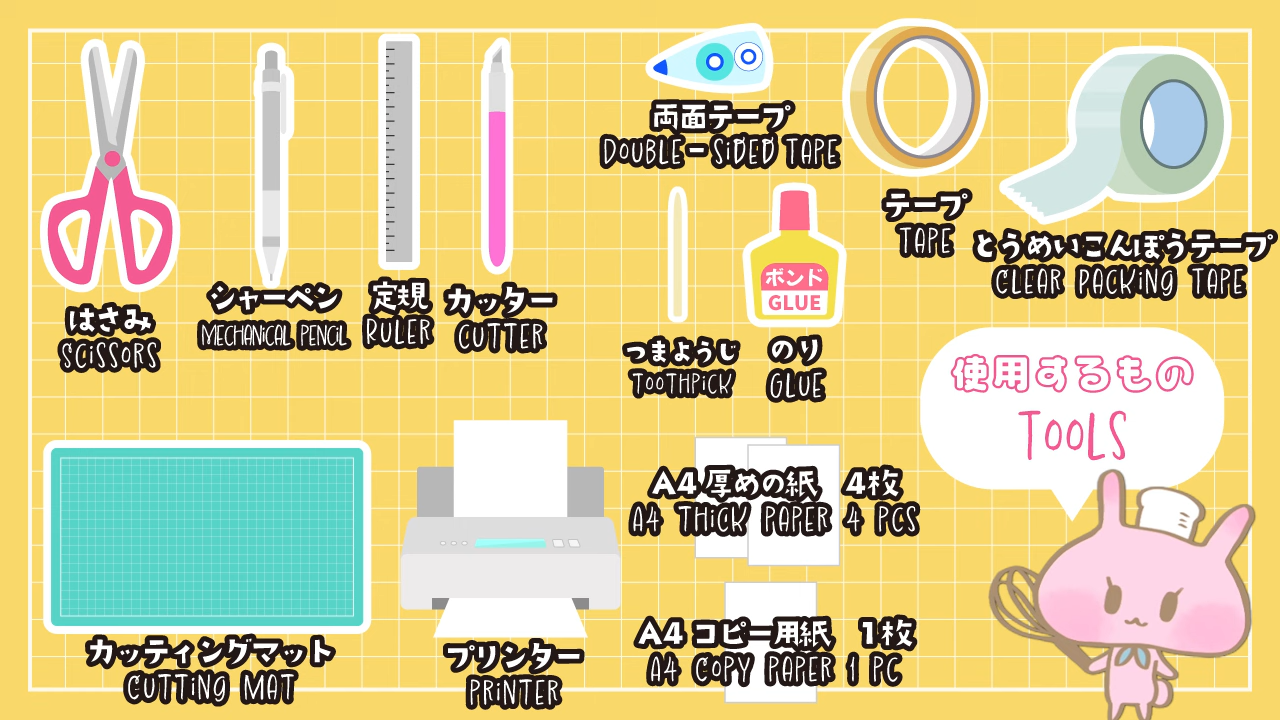 はさみ
SCiSSORS
シャーペン
MECHANiCAL PENCiL
定規
RULER
カッター
CUTTER
両面テープ
DOUBLE-SiDED TAPE
テープ
TAPE
とうめいこんぽうテープ
CLEAR PACKiNG TAPE
つまようじ
TOOTHPiCK
ボンド
GLUE
のり
GLUE
使用するもの
TOOLS
カッティングマット
CUTTiNG MAT
プリンター
PRiNTER
A4 厚めの紙 4枚
A4 THiCK PAPER 4 PCS
A4 コピー用紙 1枚
A4 COPY PAPER 1 PC